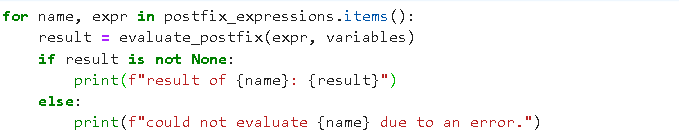 for name, expr in postfix_expressions.items():
    result = evaluate_postfix(expr, variables)
    if result is not None:
        print(f"result of {name}: {result}")
    else:
        print(f"could not evaluate {name} due to an error.")